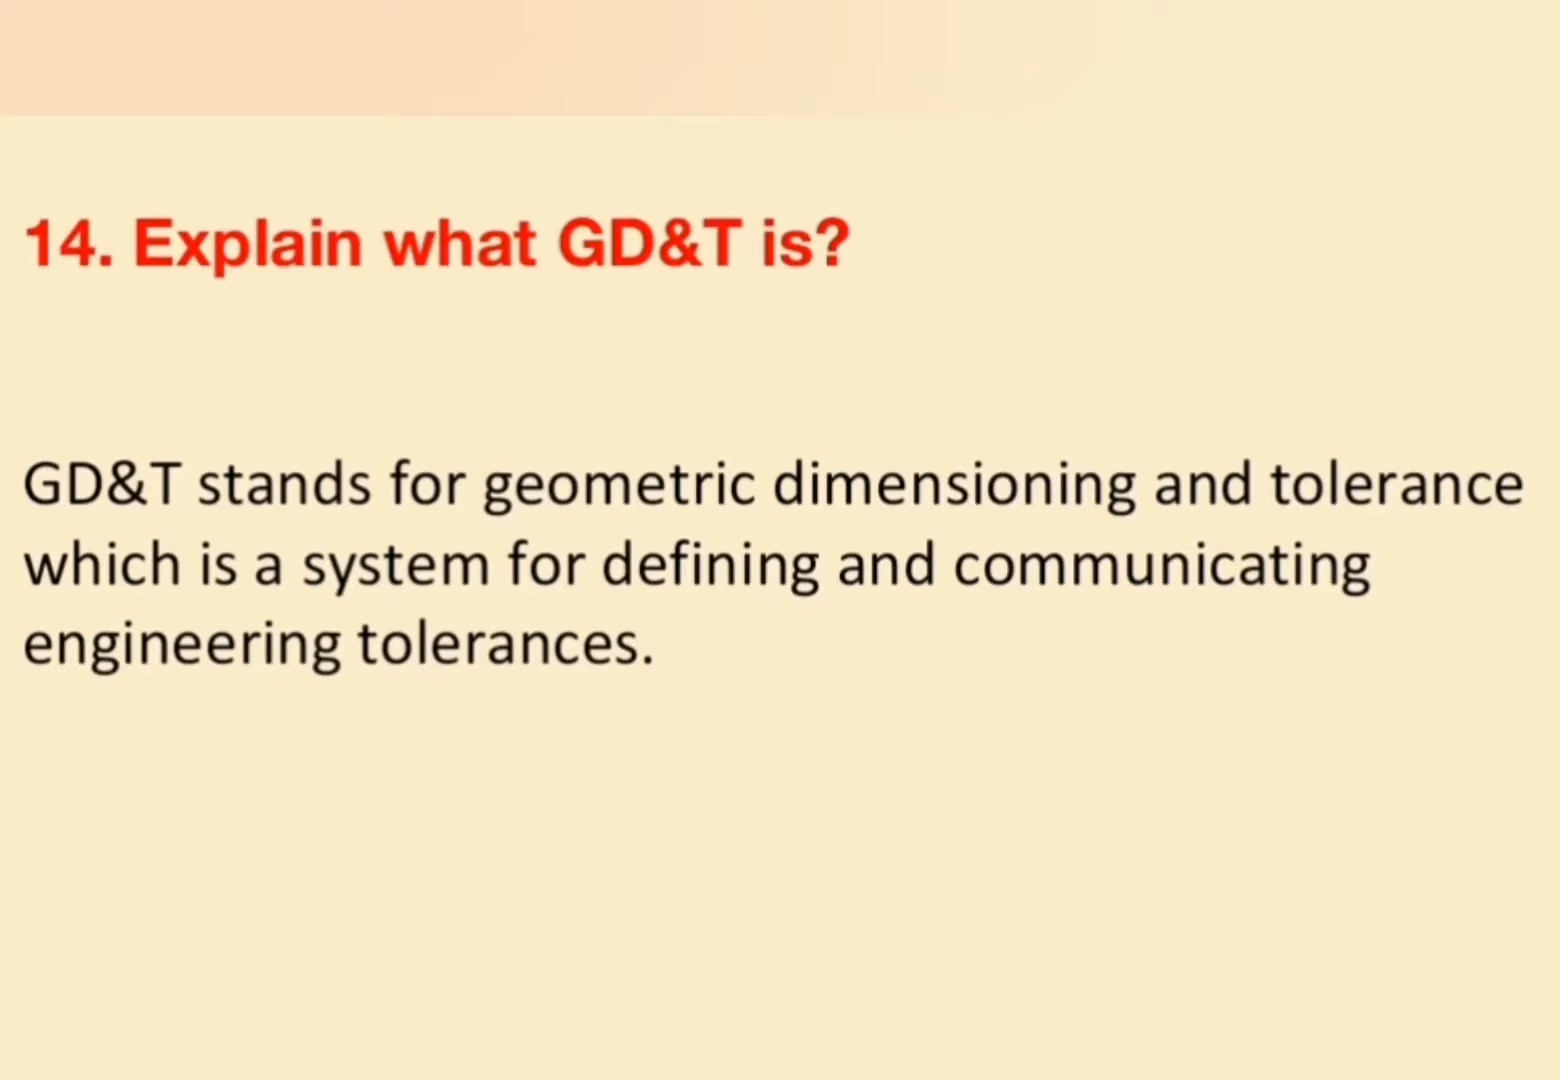 14. Explain what GD&T is?
GD&T stands for geometric dimensioning and tolerance
which is a system for defining and communicating
engineering tolerances.